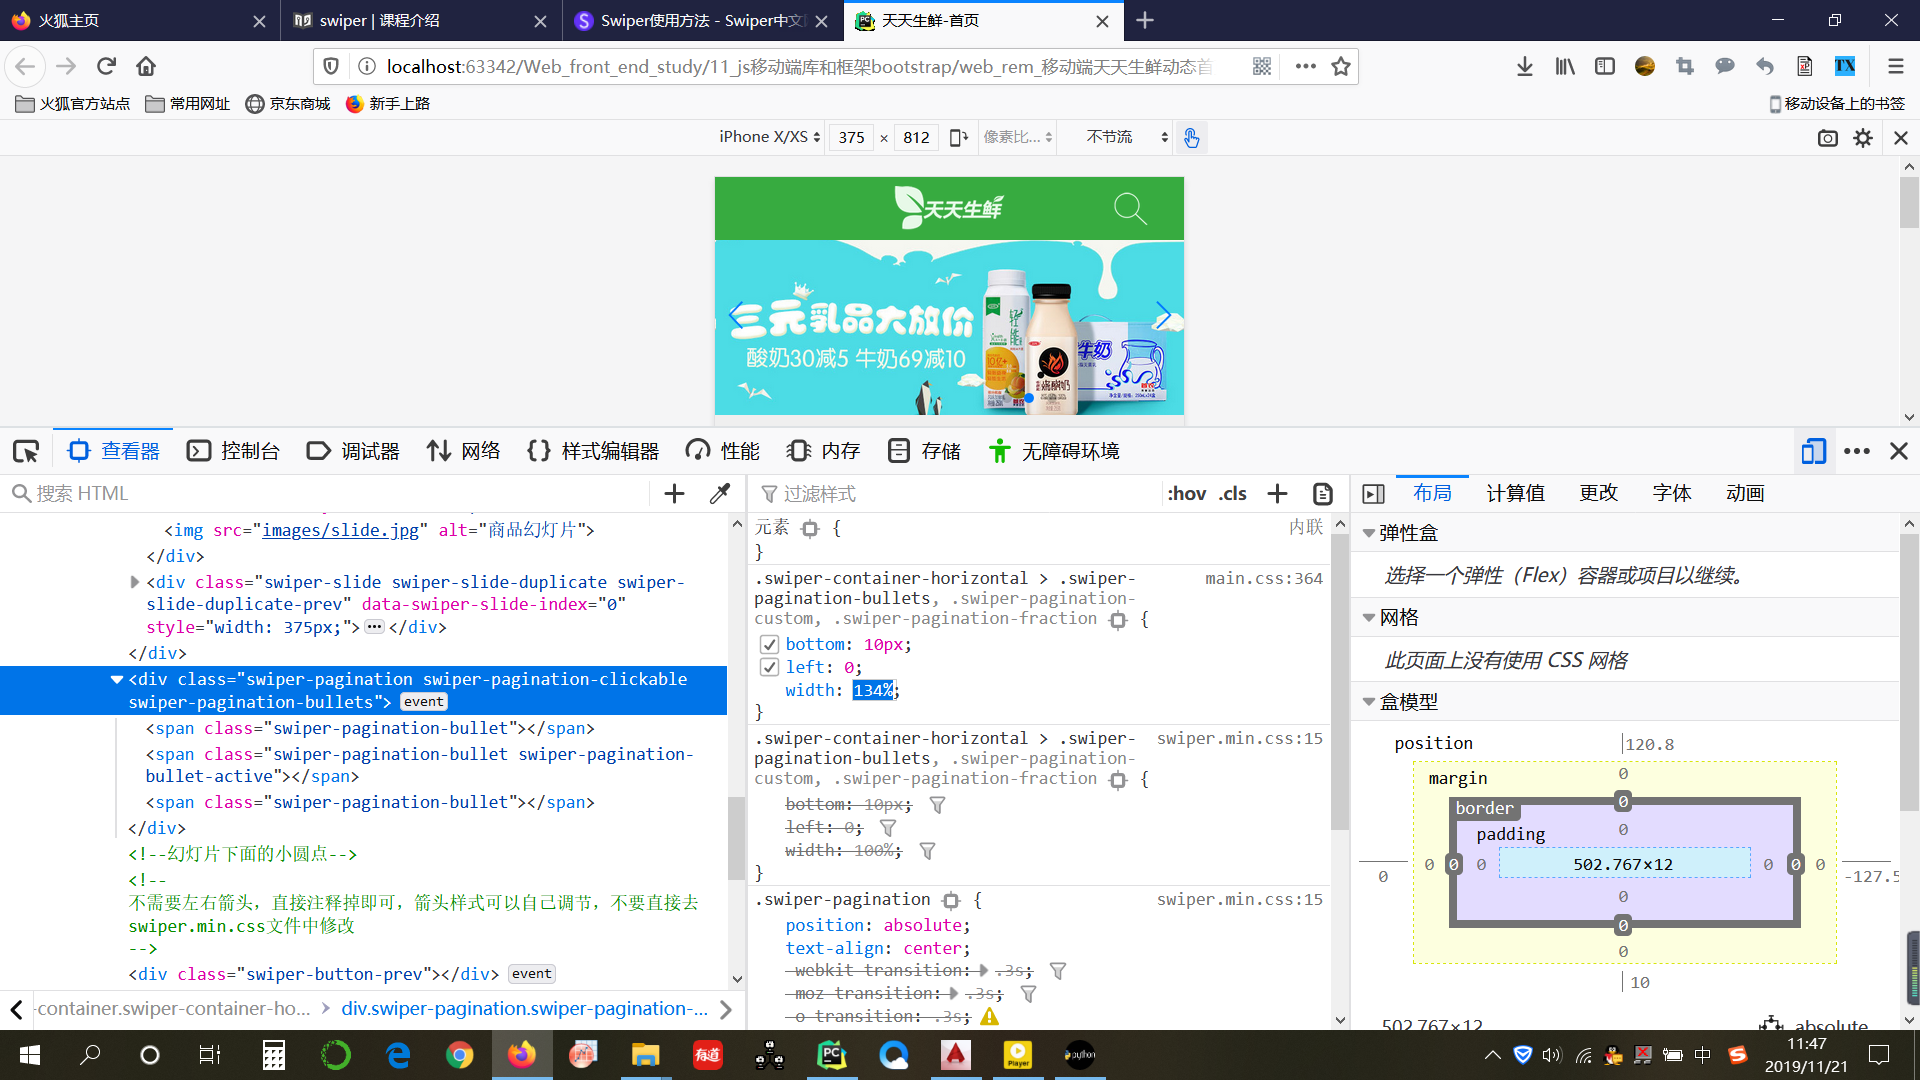 火狐主页
swiper | 课程介绍
Swiper使用方法 - Swiper中文
天天生鲜-首页
localhost:63342/Web_front_end_study/11_js移动端库和框架bootstrap/web_rem_移动端天天生鲜动态首
火狐官方站点
常用网址
京东商城
新手上路
移动设备上的书签
iPhone X/XS
375 × 812
像素比...
不节流
天天生鲜
三元乳品大放价
酸奶30减5 牛奶69减10
查看器
控制台
调试器
网络
样式编辑器
性能
内存
存储
无障碍环境
搜索 HTML
<img src="images/slide.jpg" alt="商品幻灯片">
</div>
<div class="swiper-slide swiper-slide-duplicate swiper-
slide-duplicate-prev" data-swiper-slide-index="0"
style="width: 375px;"> ••• </div>
</div>
<div class="swiper-pagination swiper-pagination-clickable
swiper-pagination-bullets"> event
<span class="swiper-pagination-bullet"></span>
<span class="swiper-pagination-bullet swiper-pagination-
bullet-active"></span>
<span class="swiper-pagination-bullet"></span>
</div>
<!--幻灯片下面的小圆点-->
<!--
不需要左右箭头，直接注释掉即可，箭头样式可以自己调节，不要直接去
swiper.min.css文件中修改
-->
<div class="swiper-button-prev"></div> event
-container.swiper-container-ho... div.swiper-pagination.swiper-pagination-...
过滤样式
:hov .cls
元素 {
内联
}
.swiper-container-horizontal > .swiper-
main.css:364
pagination-bullets, .swiper-pagination-
custom, .swiper-pagination-fraction {
bottom: 10px;
left: 0;
width: 134%;
}
.swiper-container-horizontal > .swiper-
swiper.min.css:15
pagination-bullets, .swiper-pagination-
custom, .swiper-pagination-fraction {
bottom: 10px;
left: 0;
width: 100%;
}
.swiper-pagination {
swiper.min.css:15
position: absolute;
text-align: center;
-webkit-transition: .3s;
-moz-transition: .3s;
-o-transition: .3s;
布局
计算值
更改
字体
动画
弹性盒
选择一个弹性（Flex）容器或项目以继续。
网格
此页面上没有使用 CSS 网格
盒模型
position
120.8
margin
0
border
0
padding
0
0
0
0
0
502.767×12
0
0
0
-127.5
0
0
0
10
502.767×12
absolute
中
11:47
2019/11/21